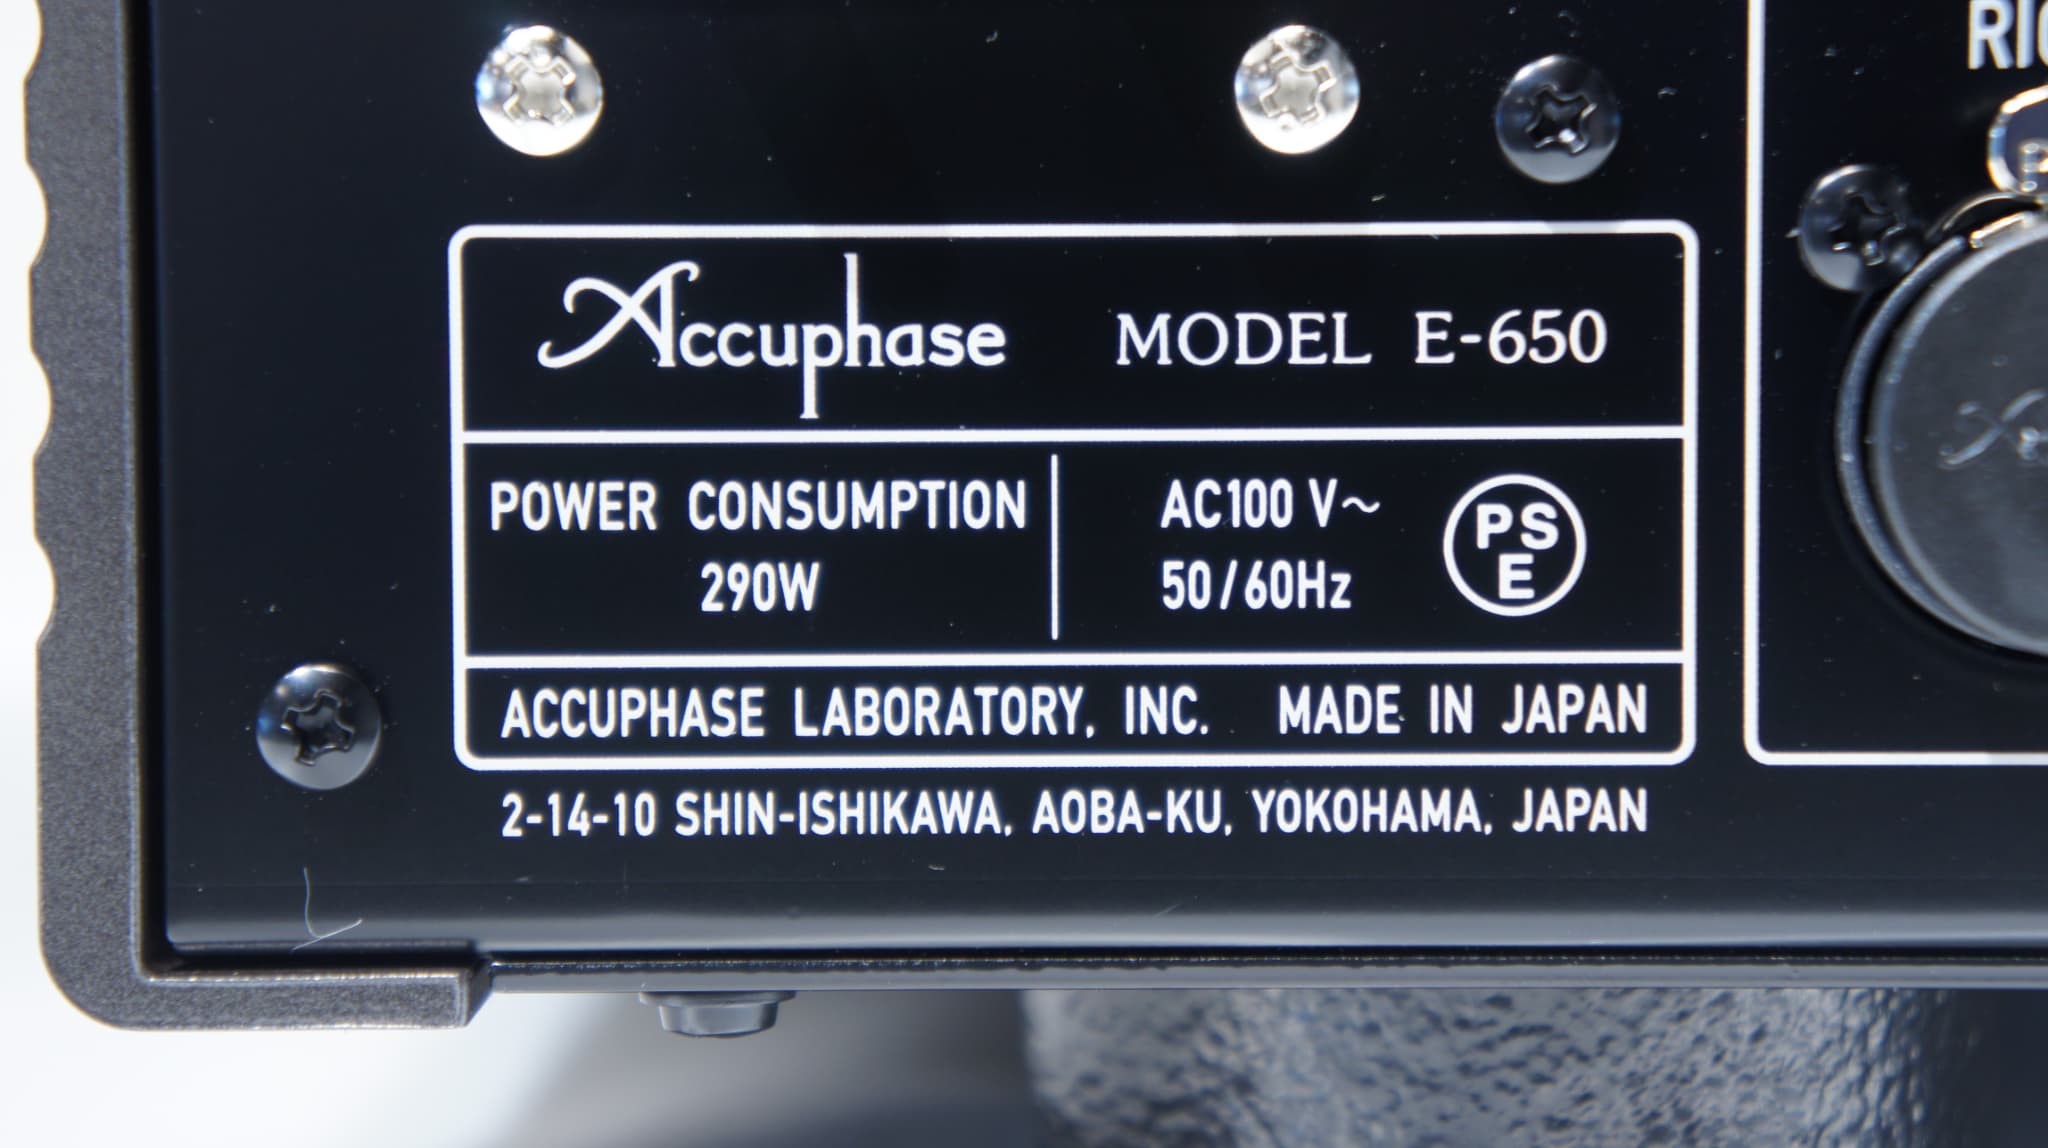 Accuphase MODEL E-650
POWER CONSUMPTION
290W
AC100 V~
50/60Hz
PS
E
ACCUPHASE LABORATORY, INC. MADE IN JAPAN
2-14-10 SHIN-ISHIKAWA, AOBA-KU, YOKOHAMA, JAPAN